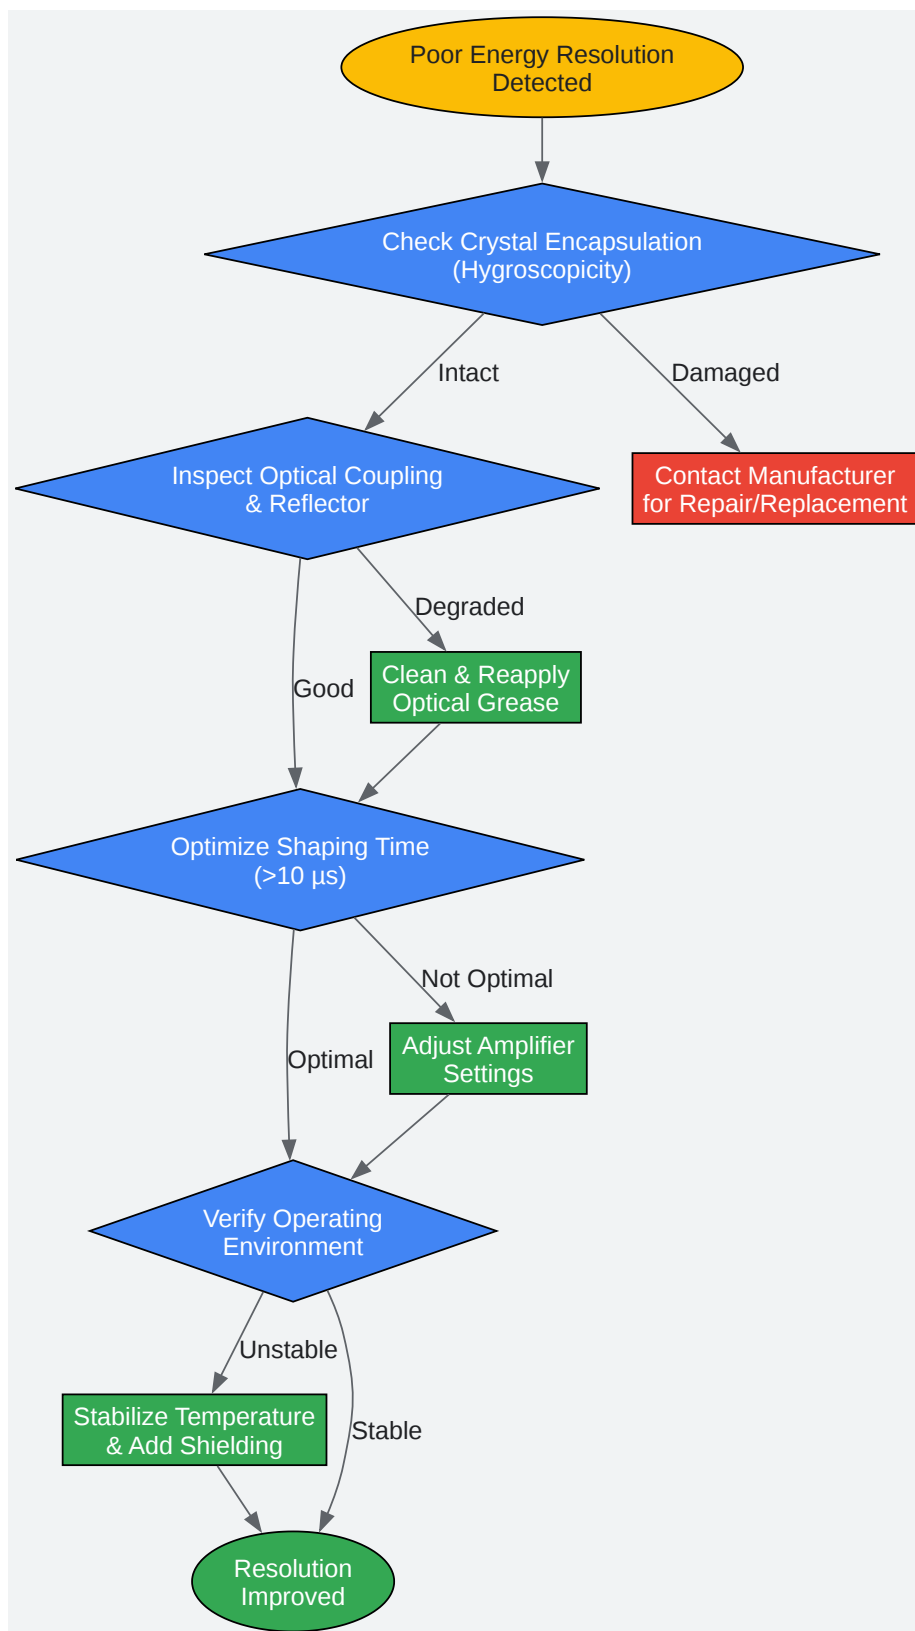 Poor Energy Resolution
Detected
Check Crystal Encapsulation
(Hygroscopicity)
Intact
Damaged
Inspect Optical Coupling
& Reflector
Contact Manufacturer
for Repair/Replacement
Degraded
Good
Clean & Reapply
Optical Grease
Optimize Shaping Time
(>10 µs)
Not Optimal
Optimal
Adjust Amplifier
Settings
Verify Operating
Environment
Unstable
Stable
Stabilize Temperature
& Add Shielding
Resolution
Improved